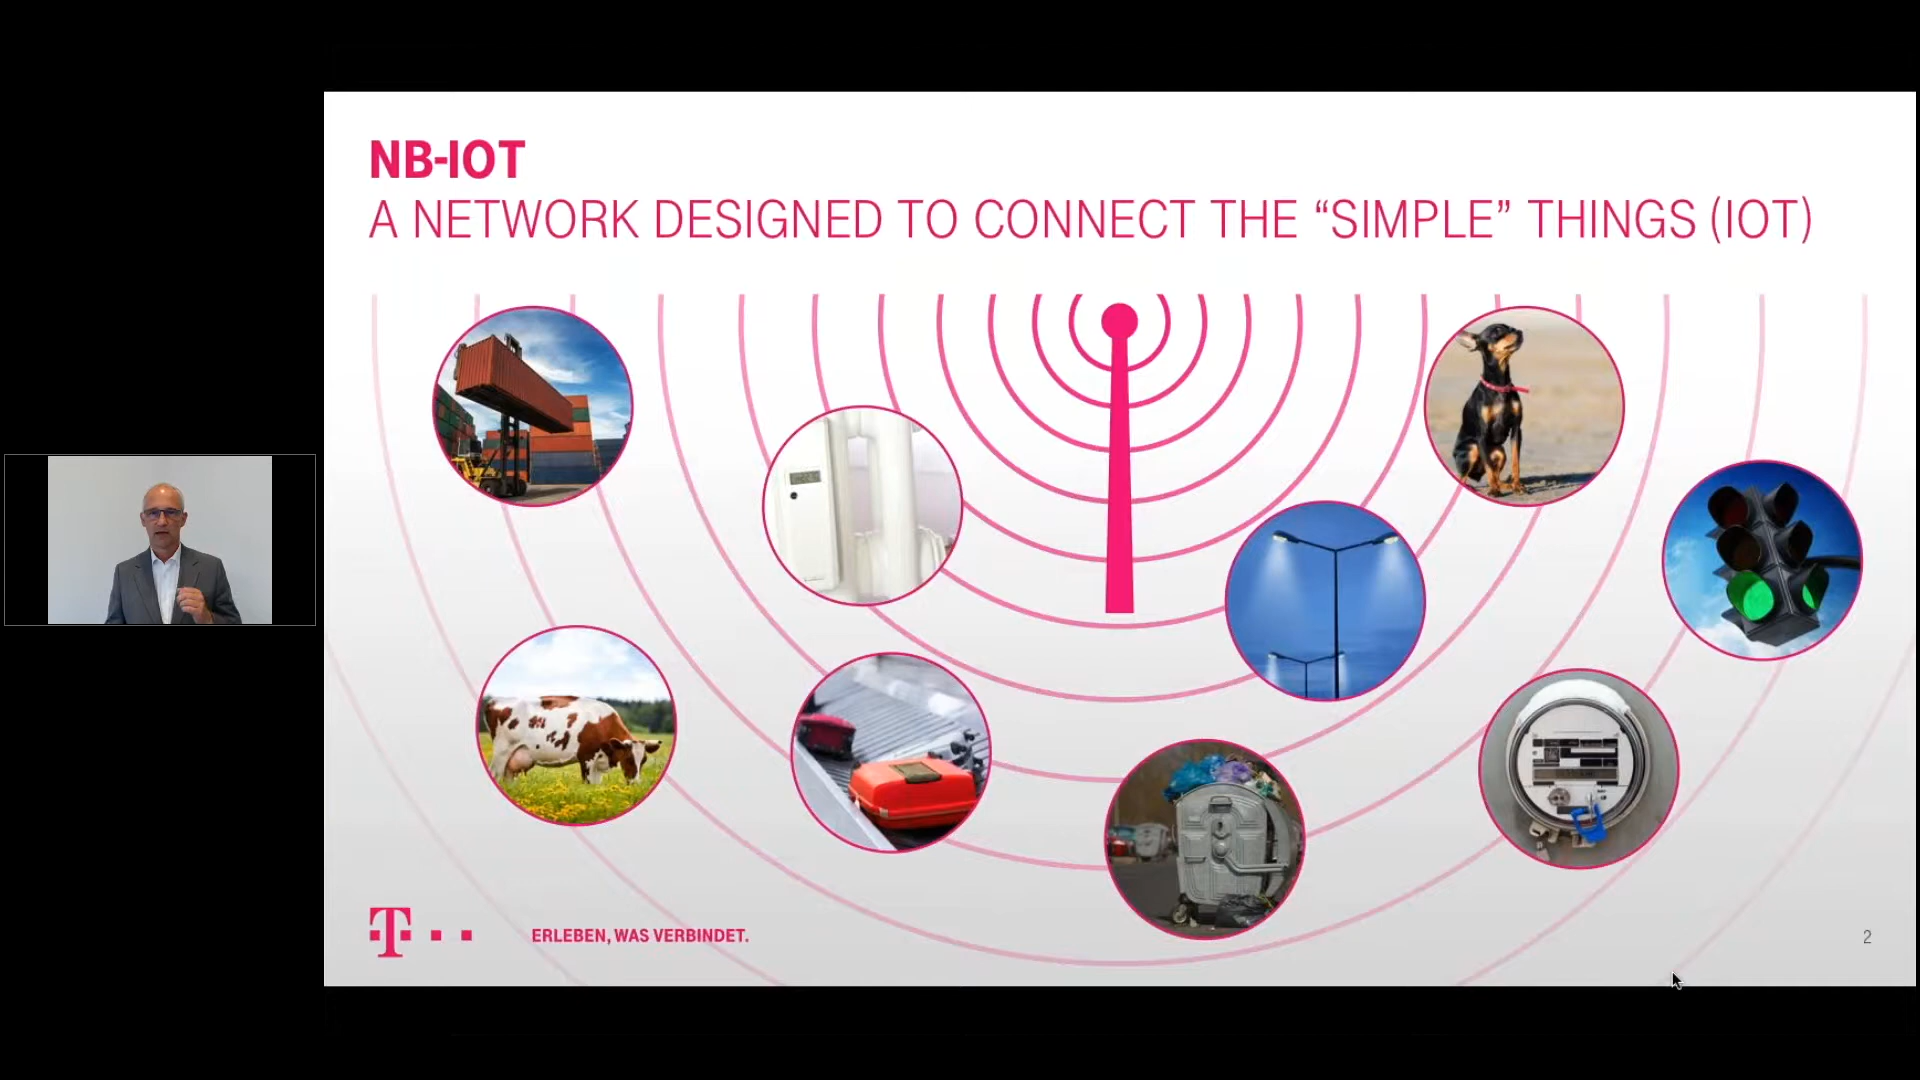 NB-IOT
A NETWORK DESIGNED TO CONNECT THE “SIMPLE” THINGS (IOT)
T
ERLEBEN, WAS VERBINDET.
2